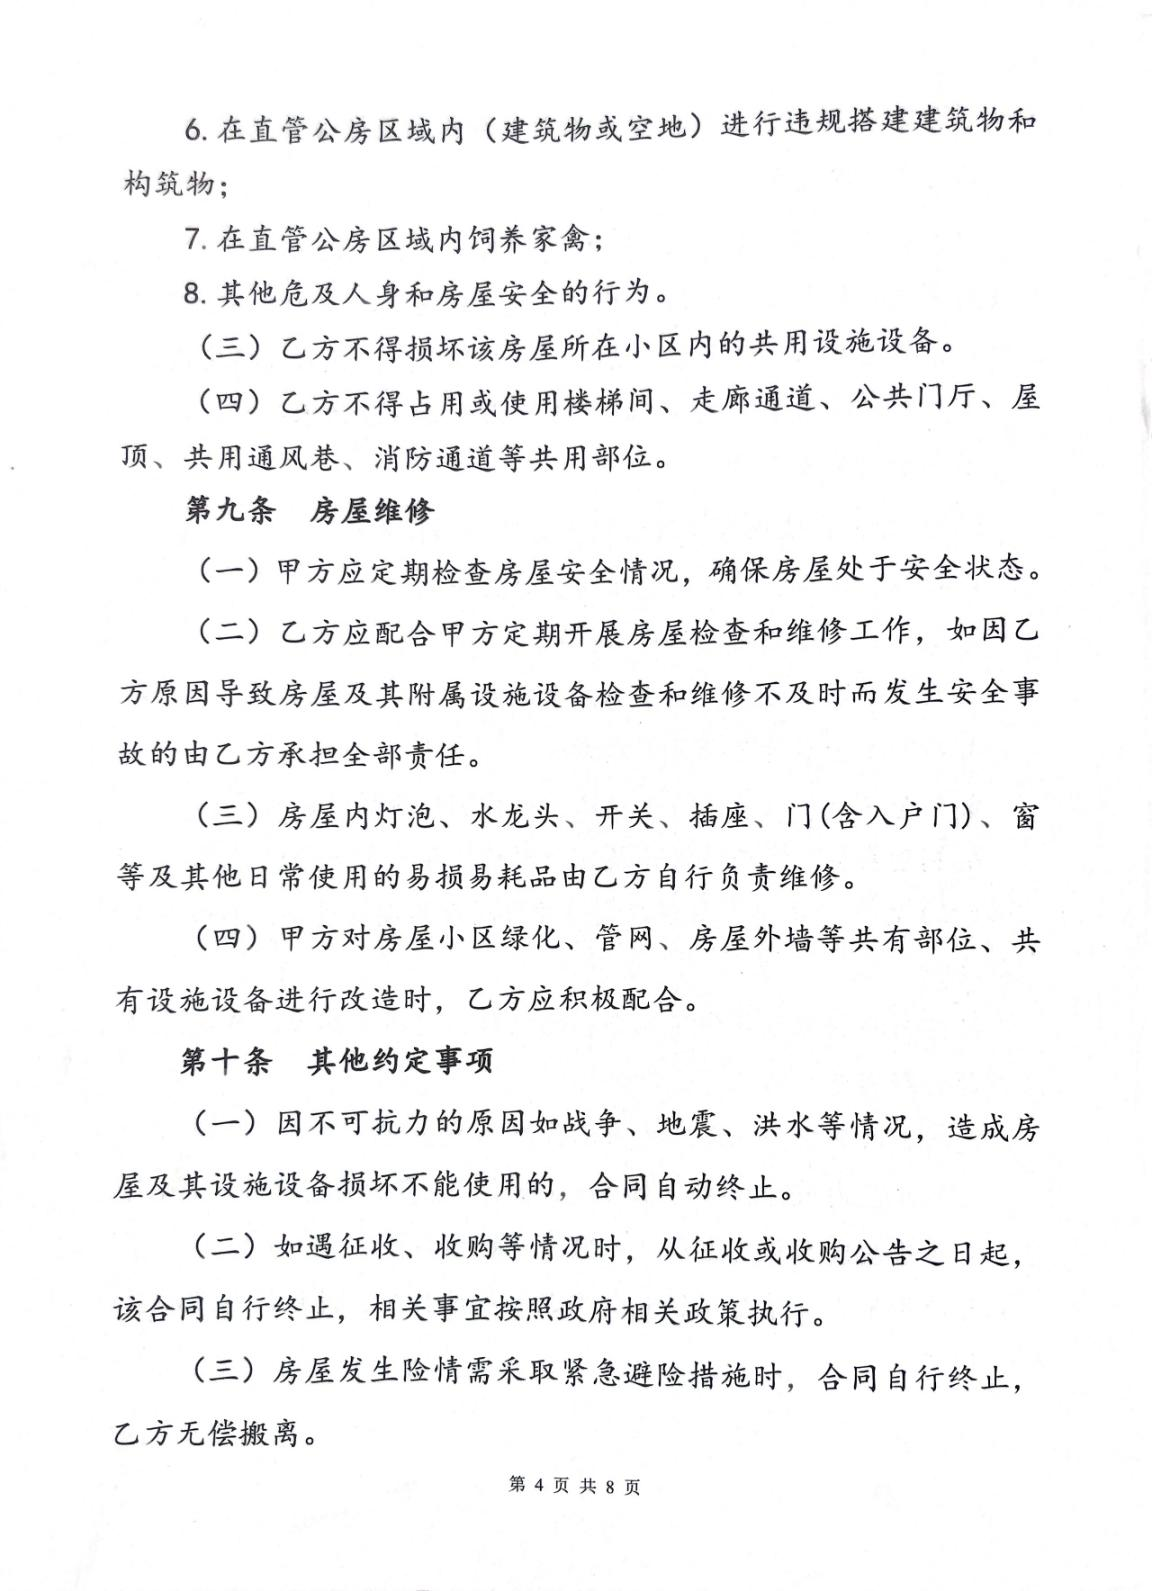 6. 在直管公房区域内（建筑物或空地）进行违规搭建建筑物和
构筑物；
7. 在直管公房区域内饲养家禽；
8. 其他危及人身和房屋安全的行为。
（三）乙方不得损坏该房屋所在小区内的共用设施设备。
（四）乙方不得占用或使用楼梯间、走廊通道、公共门厅、屋
顶、共用通风巷、消防通道等共用部位。
第九条　房屋维修
（一）甲方应定期检查房屋安全情况，确保房屋处于安全状态。
（二）乙方应配合甲方定期开展房屋检查和维修工作，如因乙
方原因导致房屋及其附属设施设备检查和维修不及时而发生安全事
故的由乙方承担全部责任。
（三）房屋内灯泡、水龙头、开关、插座、门(含入户门)、窗
等及其他日常使用的易损易耗品由乙方自行负责维修。
（四）甲方对房屋小区绿化、管网、房屋外墙等共有部位、共
有设施设备进行改造时，乙方应积极配合。
第十条　其他约定事项
（一）因不可抗力的原因如战争、地震、洪水等情况，造成房
屋及其设施设备损坏不能使用的，合同自动终止。
（二）如遇征收、收购等情况时，从征收或收购公告之日起，
该合同自行终止，相关事宜按照政府相关政策执行。
（三）房屋发生险情需采取紧急避险措施时，合同自行终止，
乙方无偿搬离。
第 4 页 共 8 页